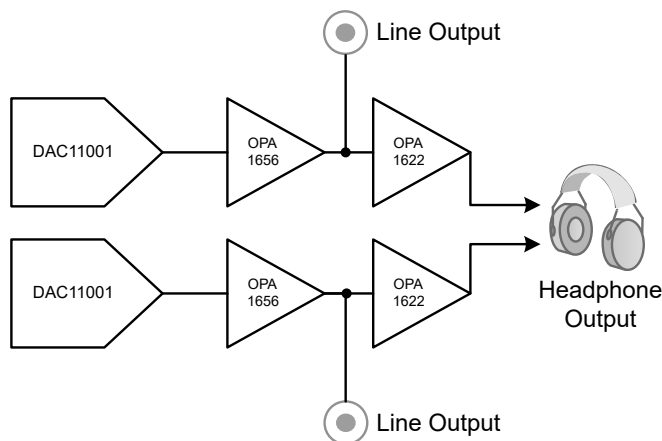 Line Output
DAC11001
OPA
1656
OPA
1622
DAC11001
OPA
1656
OPA
1622
Headphone
Output
Line Output